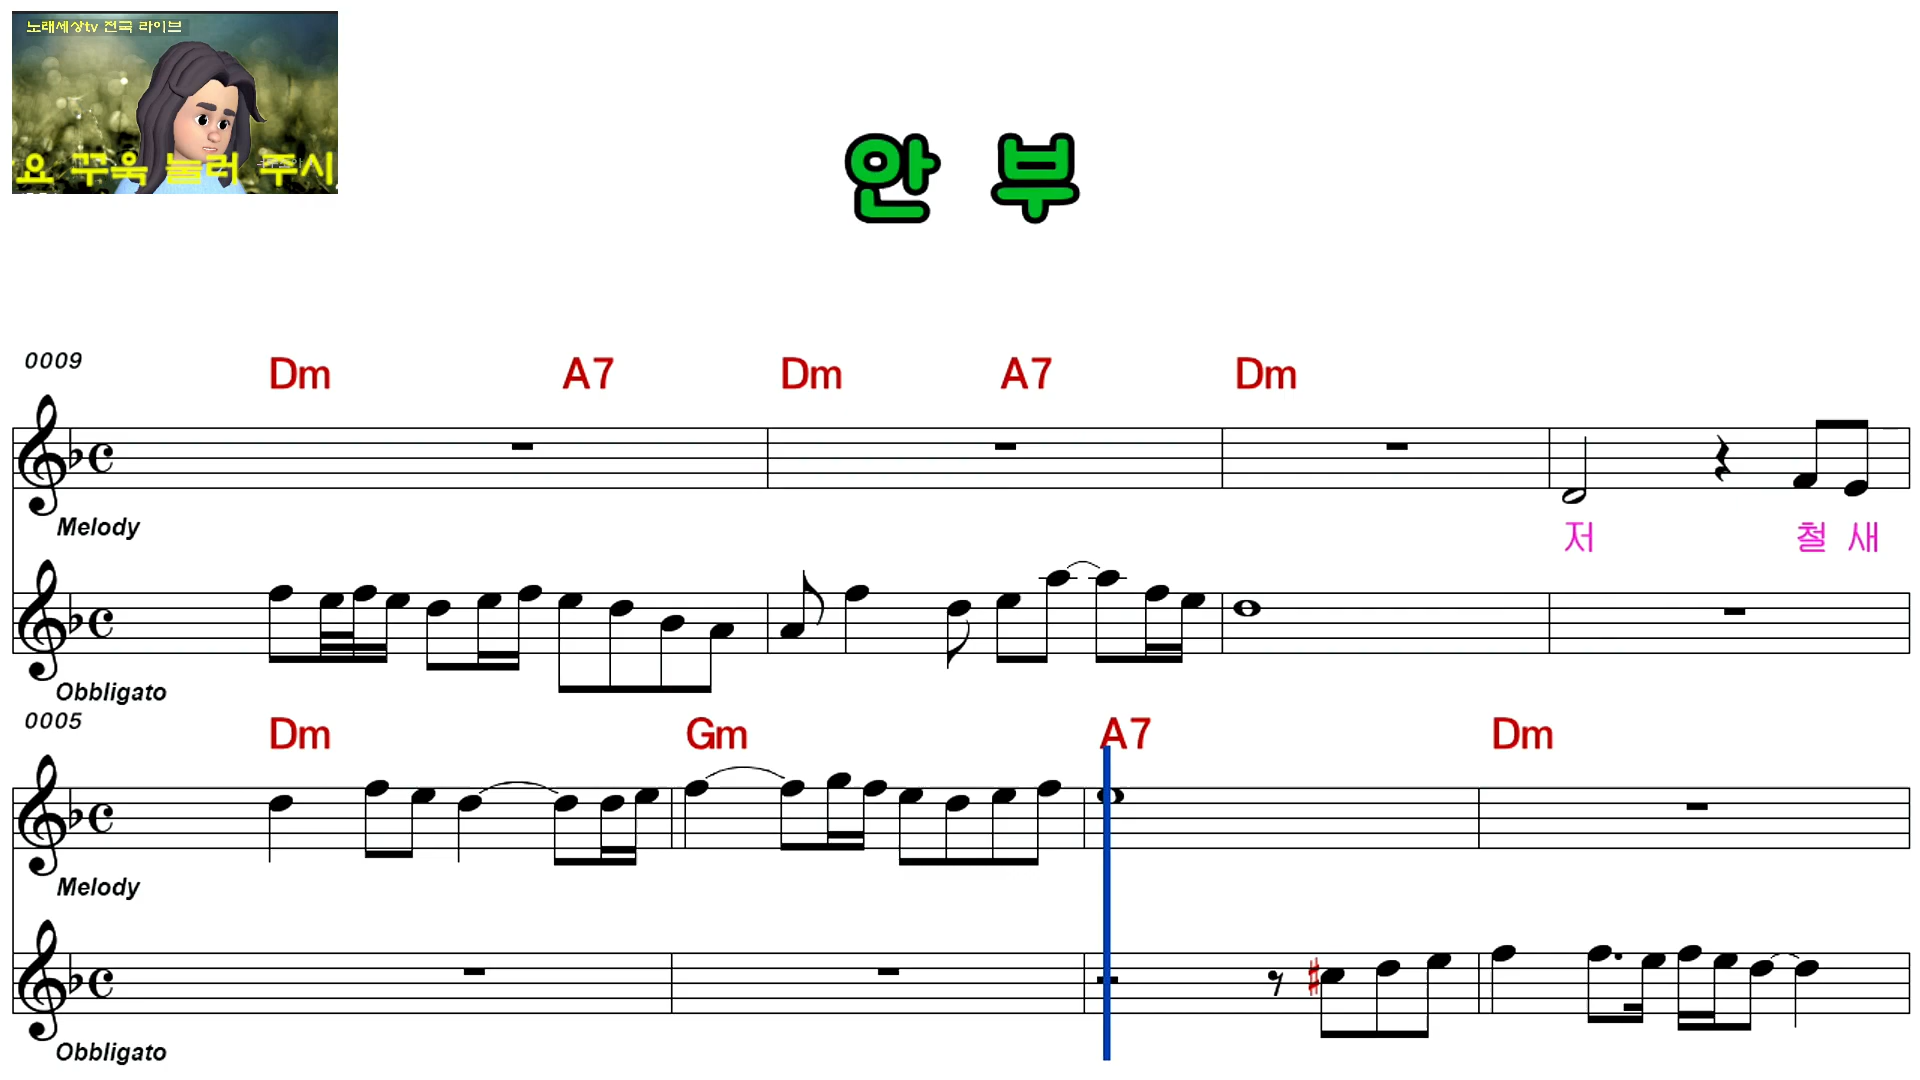 노래세상tv 전국 라이브
요 꾸욱 눌러 주시
안 부
0009
Dm A7 Dm A7 Dm
Melody
저 철 새
Obbligato
0005
Dm Gm A7 Dm
Melody
Obbligato